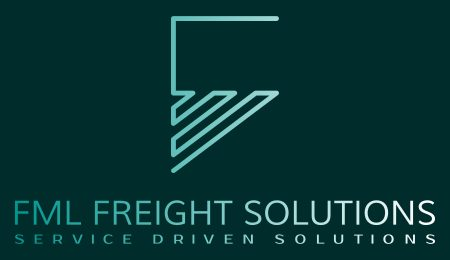 FML FREIGHT SOLUTIONS
SERVICE DRIVEN SOLUTIONS